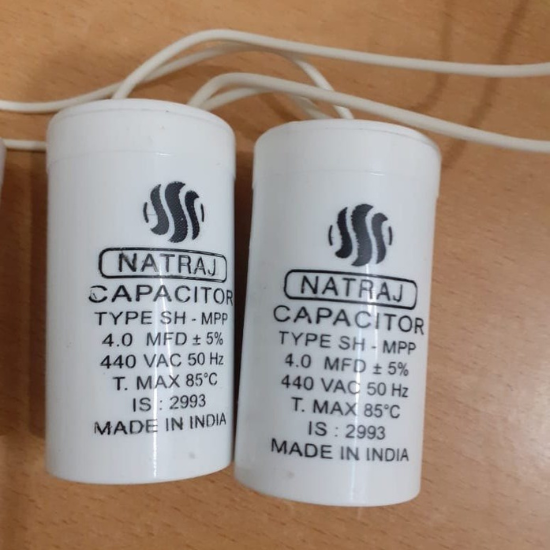 NATRAJ
CAPACITOR
TYPE SH - MPP
4.0 MFD ± 5%
440 VAC 50 Hz
T. MAX 85°C
IS : 2993
MADE IN INDIA
NATRAJ
CAPACITOR
TYPE SH - MPP
4.0 MFD ± 5%
440 VAC 50 Hz
T. MAX 85°C
IS : 2993
MADE IN INDIA